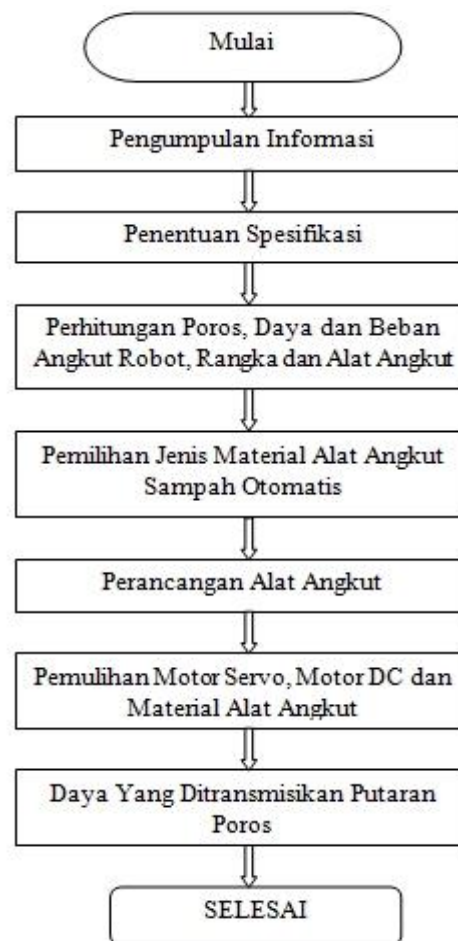 Mulai
Pengumpulan Informasi
Penentuan Spesifikasi
Perhitungan Poros, Daya dan Beban
Angkut Robot, Rangka dan Alat Angkut
Pemilihan Jenis Material Alat Angkut
Sampah Otomatis
Perancangan Alat Angkut
Pemulihan Motor Servo, Motor DC dan
Material Alat Angkut
Daya Yang Ditransmisikan Putaran
Poros
SELESAI